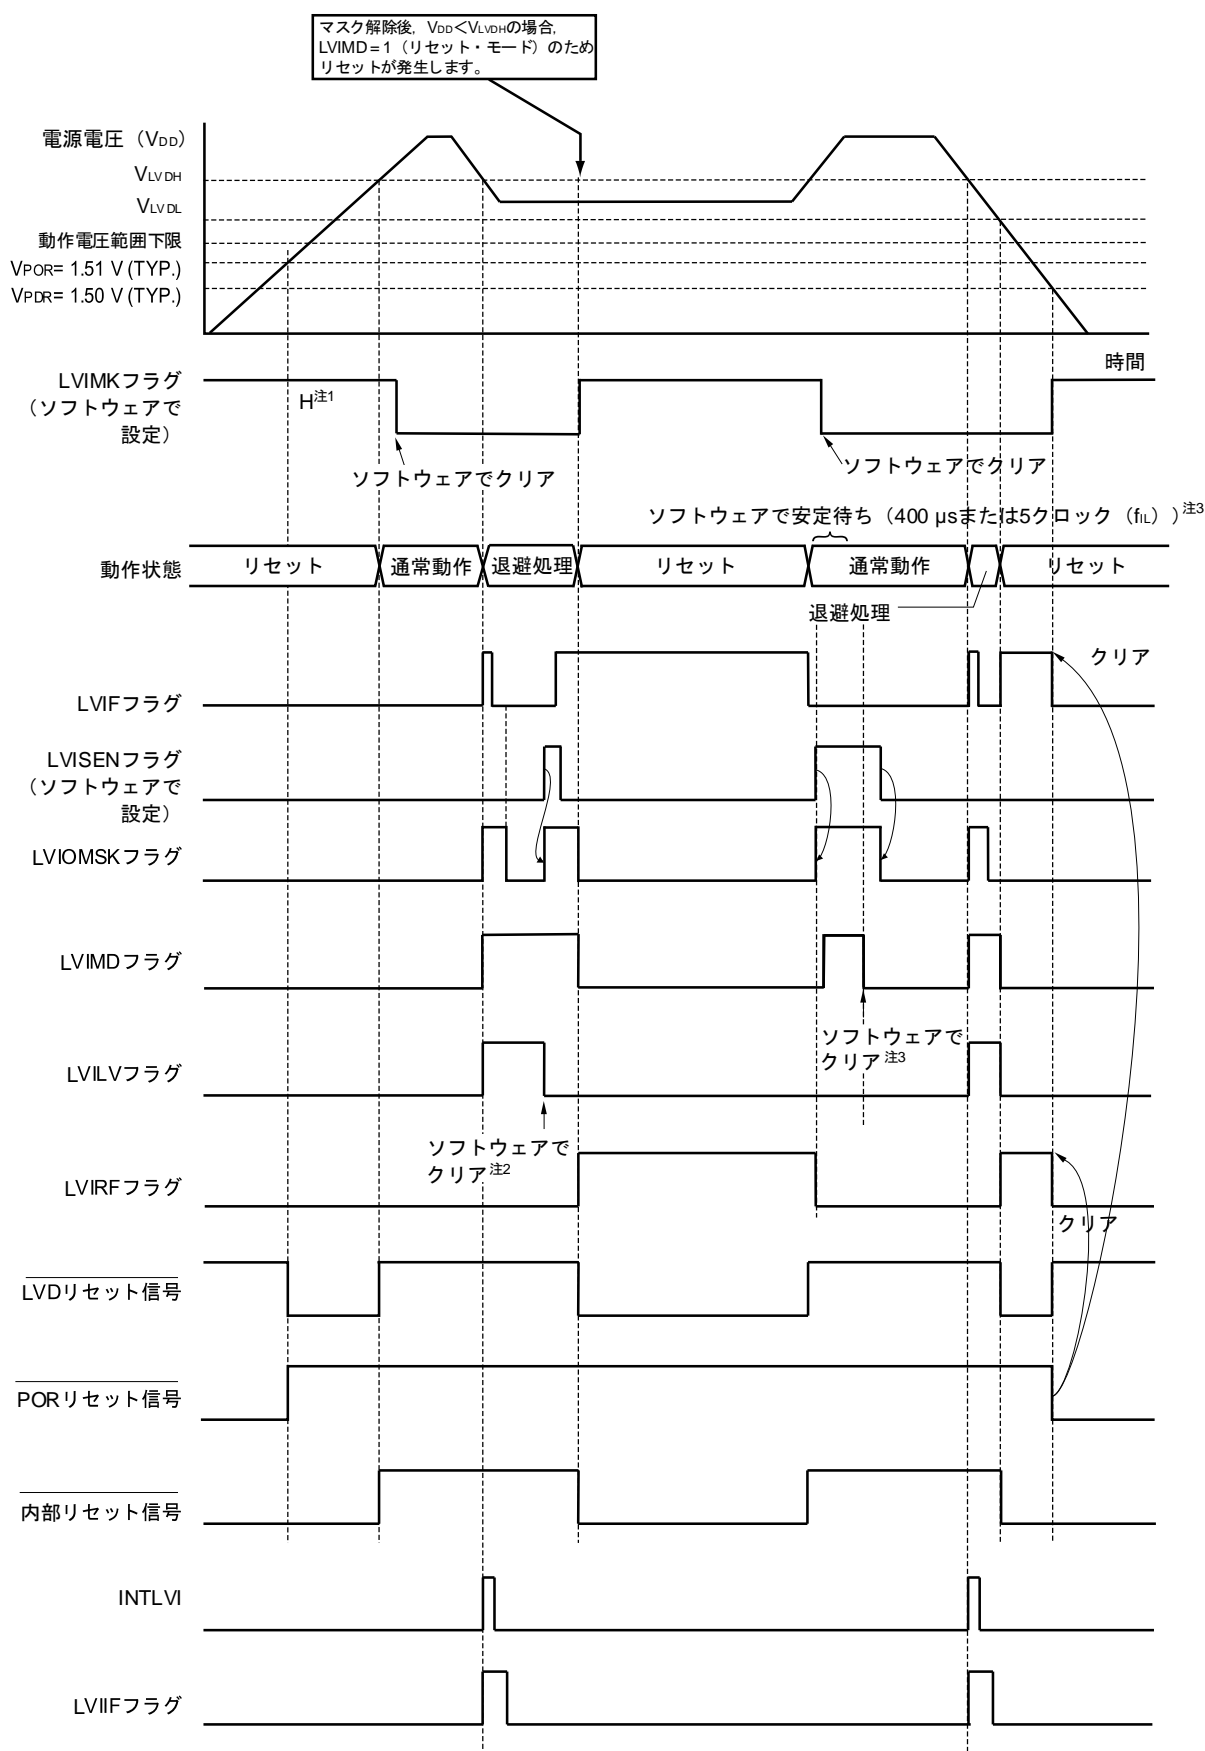 マスク解除後，VDD＜VLVDHの場合，
LVIMD＝1（リセット・モード）のため
リセットが発生します。
電源電圧（VDD）
VLVDH
VLVDL
動作電圧範囲下限
VPOR= 1.51 V (TYP.)
VPDR= 1.50 V (TYP.)
時間
LVIMKフラグ
（ソフトウェアで
設定）
H注1
ソフトウェアでクリア
ソフトウェアでクリア
ソフトウェアで安定待ち（400 µsまたは5クロック（fIL））注3
動作状態
リセット
通常動作
退避処理
リセット
通常動作
リセット
退避処理
クリア
LVIFフラグ
LVISENフラグ
（ソフトウェアで
設定）
LVIOMSKフラグ
LVIMDフラグ
ソフトウェアで
クリア注3
LVILVフラグ
ソフトウェアで
クリア注2
LVIRFフラグ
クリア
LVDリセット信号
PORリセット信号
内部リセット信号
INTLVI
LVIIFフラグ